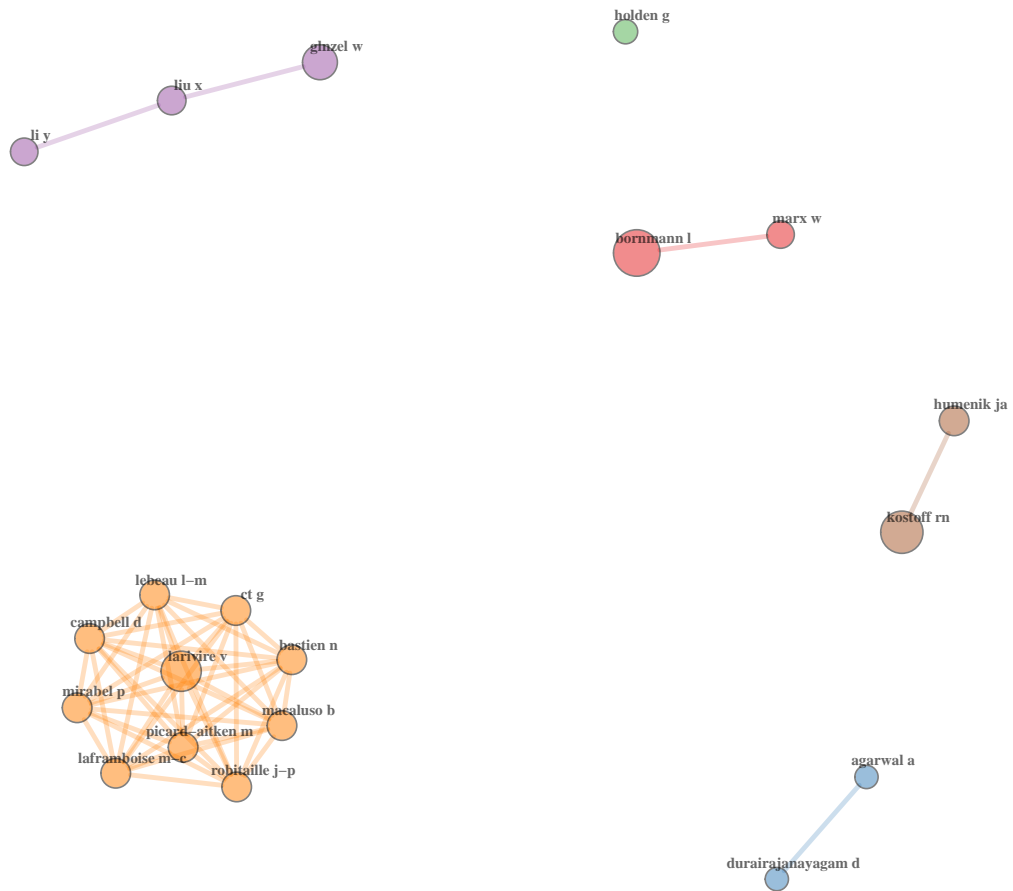 holden g
glnzel w
liu x
li y
marx w
bornmann l
humenik ja
kostoff rn
lebeau l−m
ct g
campbell d
bastien n
larivire v
mirabel p
macaluso b
picard−aitken m
laframboise m−c
robitaille j−p
agarwal a
durairajanayagam d